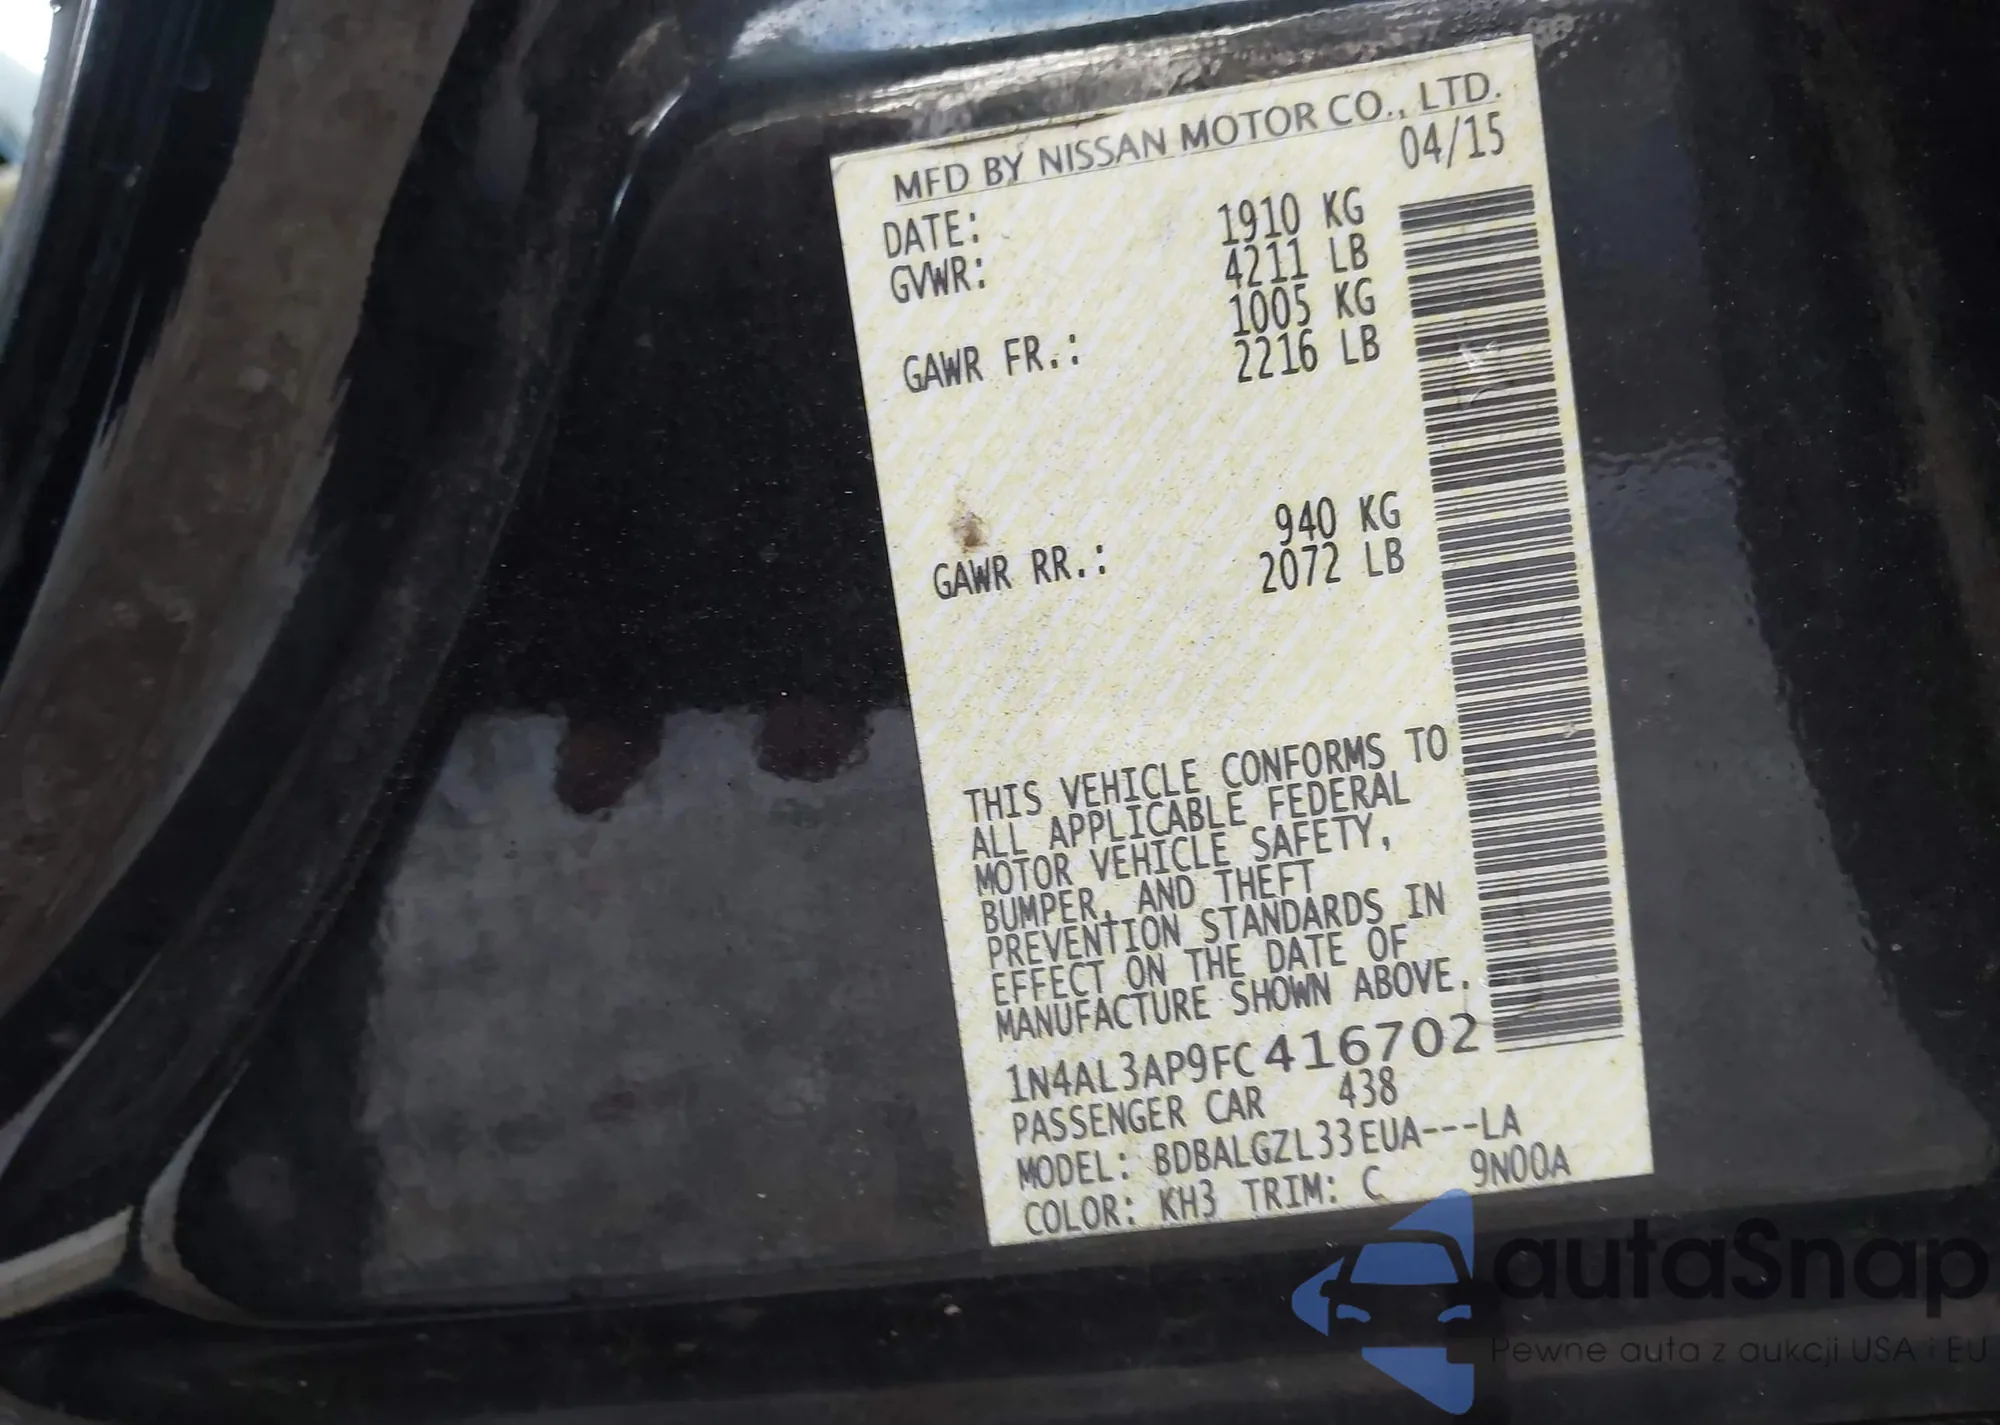 MFD BY NISSAN MOTOR CO., LTD.
DATE: 04/15
GVWR: 1910 KG
4211 LB
GAWR FR.: 1005 KG
2216 LB
GAWR RR.: 940 KG
2072 LB
THIS VEHICLE CONFORMS TO
ALL APPLICABLE FEDERAL
MOTOR VEHICLE SAFETY,
BUMPER, AND THEFT
PREVENTION STANDARDS IN
EFFECT ON THE DATE OF
MANUFACTURE SHOWN ABOVE.
1N4AL3AP9FC416702
PASSENGER CAR 438
MODEL: BDBALGZL33EUA---LA
COLOR: KH3 TRIM: C 9N00A
autaSnap
Pewne auta z aukcji USA i EU